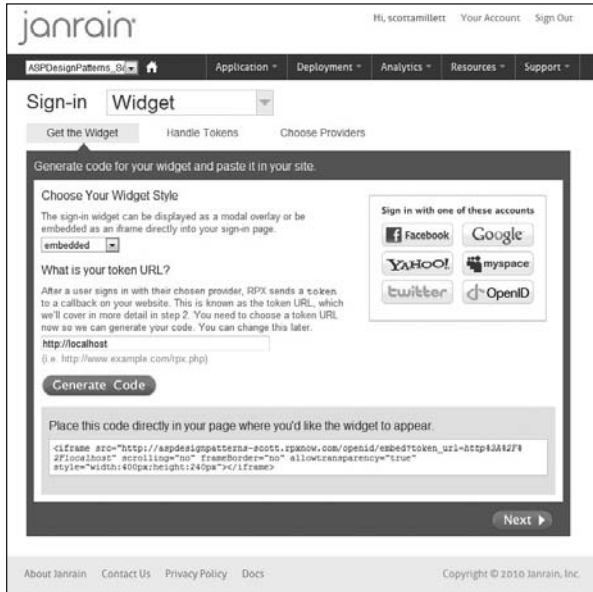 janrain
Hi, scottamillett Your Account Sign Out
ASPDesignPatterns_Si
Application Deployment Analytics Resources Support
Sign-in Widget
Get the Widget Handle Tokens Choose Providers
Generate code for your widget and paste it in your site.
Choose Your Widget Style
The sign-in widget can be displayed as a modal overlay or be
embedded as an iframe directly into your sign-in page.
embedded
What is your token URL?
After a user signs in with their chosen provider, RPX sends a token
to a callback on your website. This is known as the token URL, which
we'll cover in more detail in step 2. You need to choose a token URL
now so we can generate your code. You can change this later.
http://localhost
(i.e. http://www.example.com/rpx.php)
Generate Code
Sign in with one of these accounts
Facebook Google
YAHOO! myspace
twitter OpenID
Place this code directly in your page where you'd like the widget to appear.
<iframe src="http://aspdesignpatterns-scott.rpxnow.com/openid/embed?token_url=http%3A%2F%
2Flocalhost" scrolling="no" frameBorder="no" allowtransparency="true"
style="width:400px;height:240px"></iframe>
Next
About Janrain Contact Us Privacy Policy Docs
Copyright © 2010 Janrain, Inc.